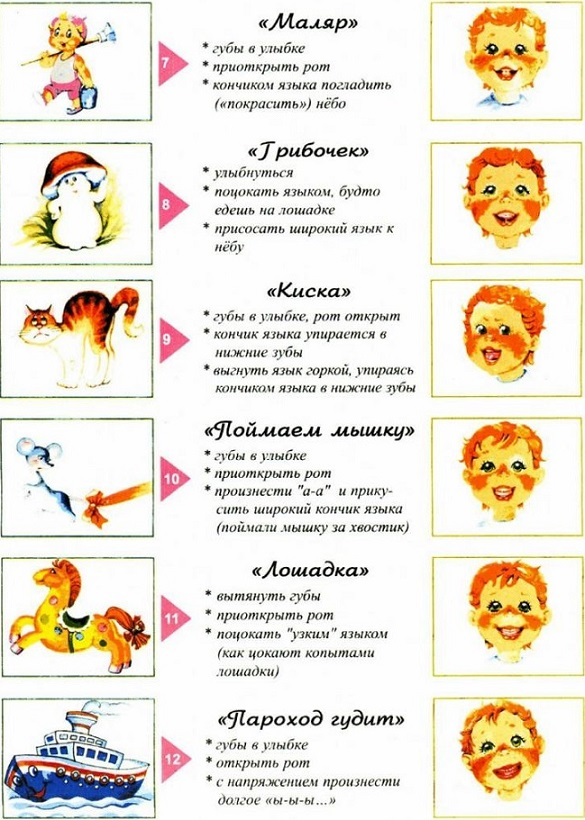 «Маляр»
7
* губы в улыбке
* приоткрыть рот
* кончиком языка погладить
(«покрасить») нёбо
«Грибочек»
8
* улыбнуться
* поцокать языком, будто
едешь на лошадке
* присосать широкий язык к
нёбу
«Киска»
9
* губы в улыбке, рот открыт
* кончик языка упирается в
нижние зубы
* выгнуть язык горкой, упираясь
кончиком языка в нижние зубы
«Поймаем мышку»
10
* губы в улыбке
* приоткрыть рот
* произнести "а-а" и прику-
сить широкий кончик языка
(поймали мышку за хвостик)
«Лошадка»
11
* вытянуть губы
* приоткрыть рот
* поцокать "узким" языком
(как цокают копытами
лошадки)
«Пароход гудит»
12
* губы в улыбке
* открыть рот
* с напряжением произнести
долгое «ы-ы-ы...»